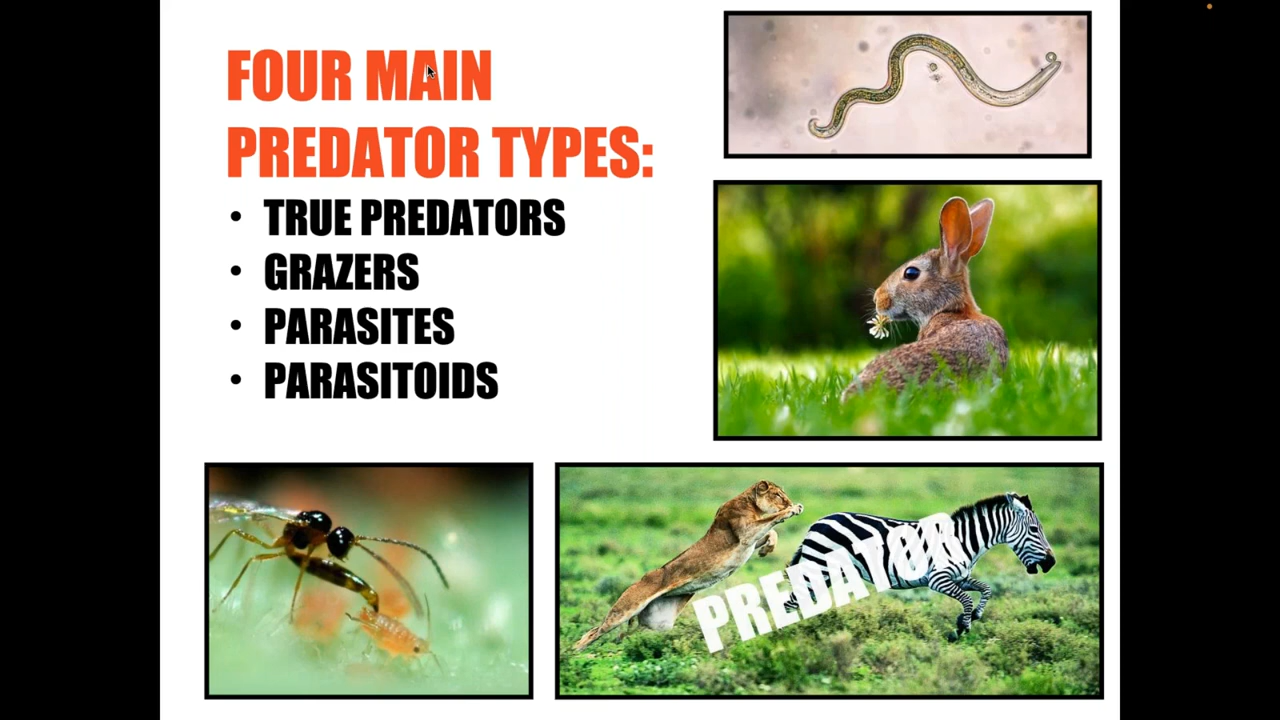 FOUR MAIN
PREDATOR TYPES:
• TRUE PREDATORS
• GRAZERS
• PARASITES
• PARASITOIDS
PREDATOR